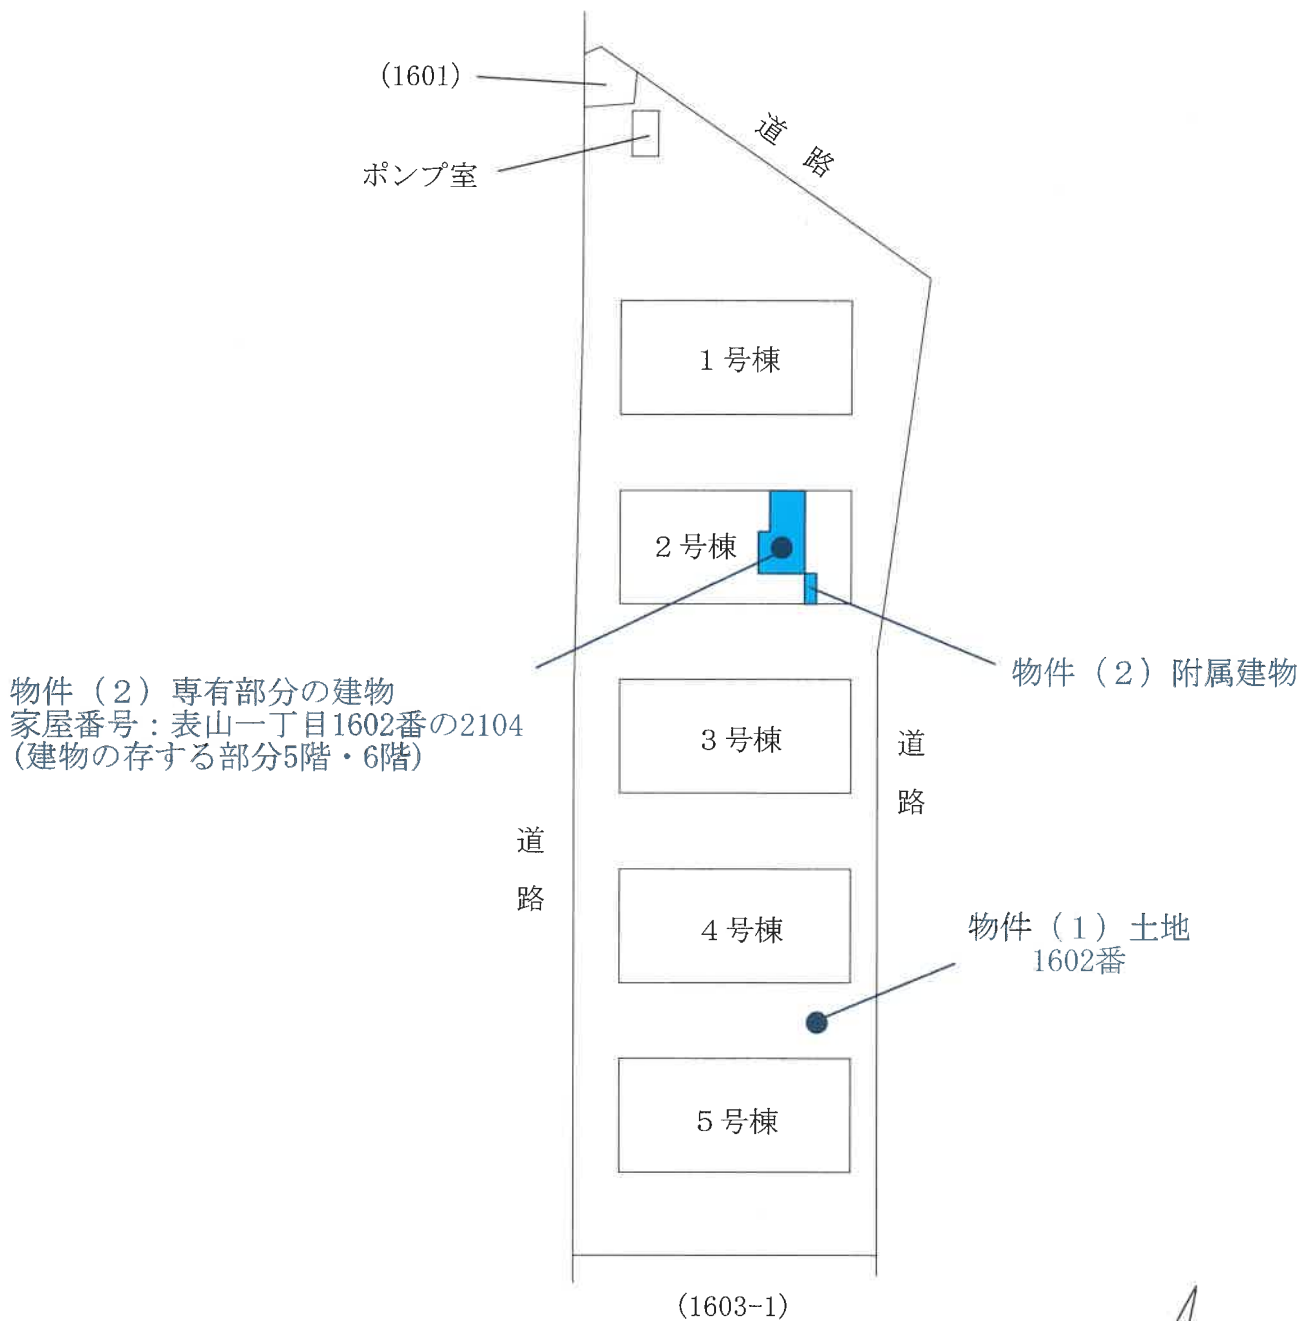 (1601)
道路
ポンプ室
1号棟
2号棟
物件（2）附属建物
物件（2）専有部分の建物
家屋番号：表山一丁目1602番の2104
(建物の存する部分5階・6階)
3号棟
道路
道路
4号棟
物件（1）土地
1602番
5号棟
(1603-1)